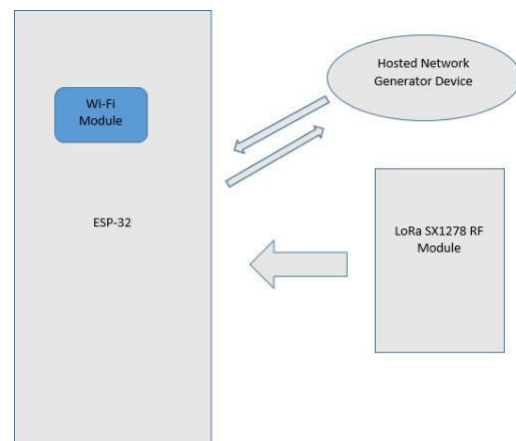 Wi-Fi
Module
ESP-32
Hosted Network
Generator Device
LoRa SX1278 RF
Module